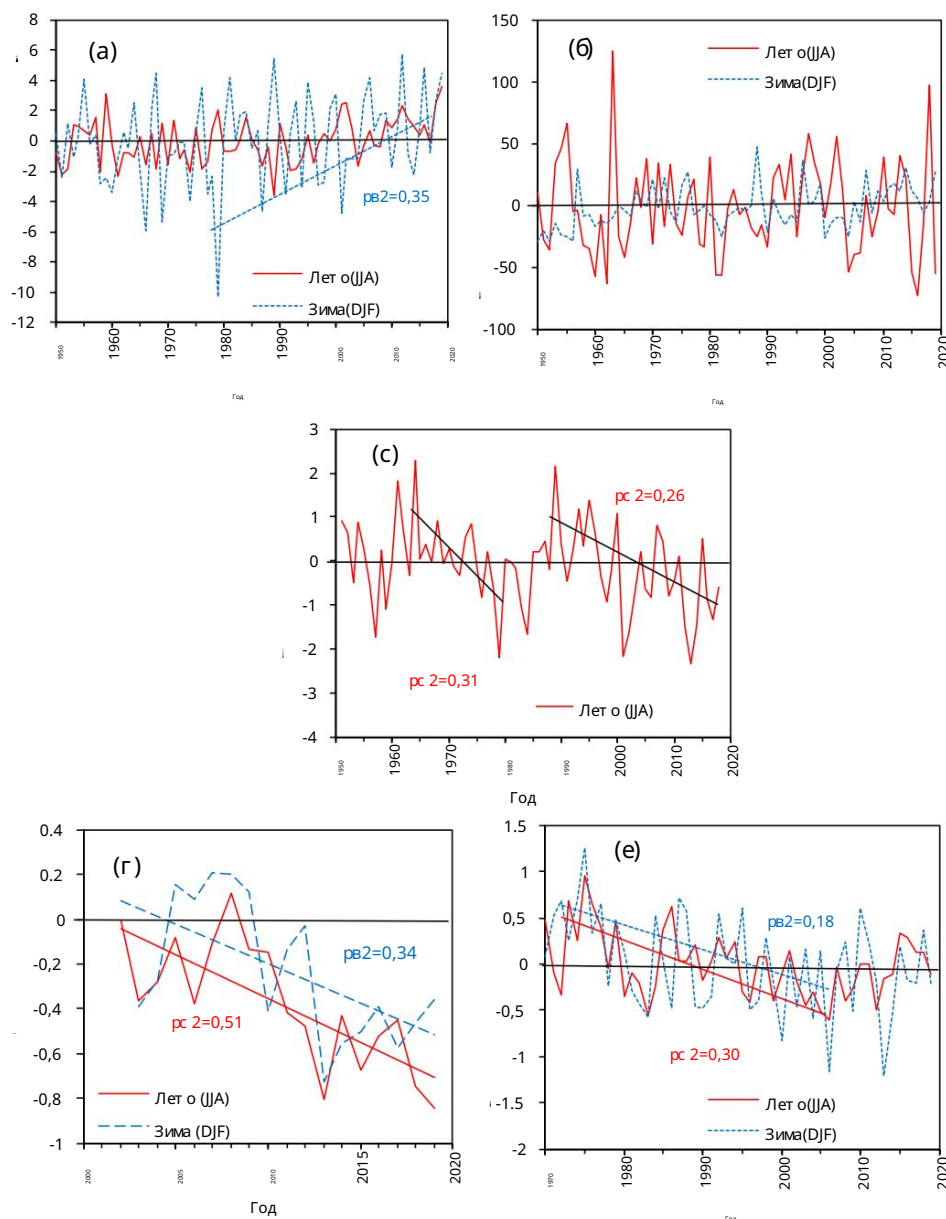 (а)
8
6
4
2
0
-2
-4
-6
-8
-10
-12
рв2=0,35
Лет о(JJA)
Зима(DJF)
1950
1960
1970
1980
1990
2000
2010
2020
Год
(б)
150
100
50
0
-50
-100
Лет о(JJA)
Зима(DJF)
1950
1960
1970
1980
1990
2000
2010
2020
Год
(с)
3
2
1
0
-1
-2
-3
-4
рс 2=0,26
рс 2=0,31
Лет о (JJA)
1950
1960
1970
1980
1990
2000
2010
2020
Год
(г)
0.4
0,2
0
-0,2
-0,4
-0,6
-0,8
-1
рв2=0,34
рс 2=0,51
Лет о (JJA)
Зима (DJF)
2000
2005
2010
2015
2020
Год
(е)
1.5
1
0,5
0
-0,5
-1
-1.5
-2
рв2=0,18
рс 2=0,30
Лет о(JJA)
Зима(DJF)
1970
1980
1990
2000
2010
2020
Год